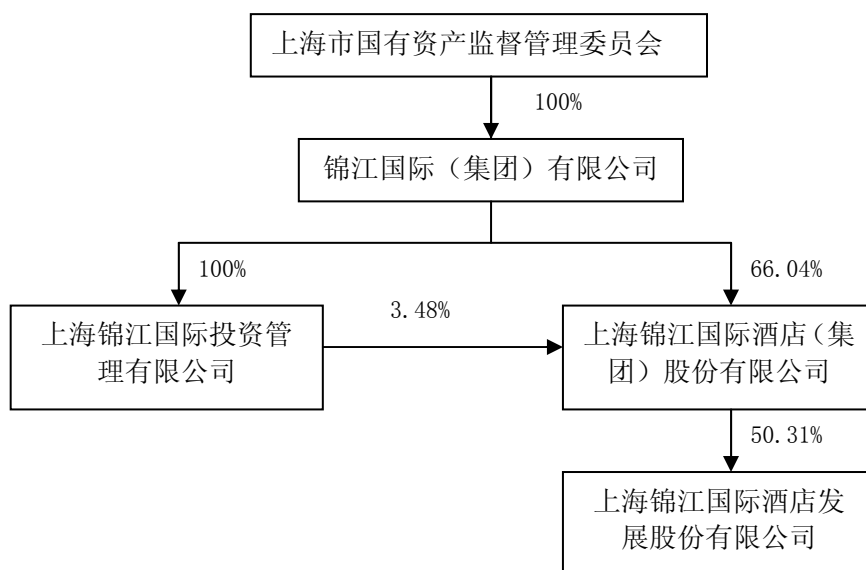 上海市国有资产监督管理委员会
100%
锦江国际（集团）有限公司
100%
66.04%
上海锦江国际投资管
理有限公司
3.48%
上海锦江国际酒店（集
团）股份有限公司
50.31%
上海锦江国际酒店发
展股份有限公司